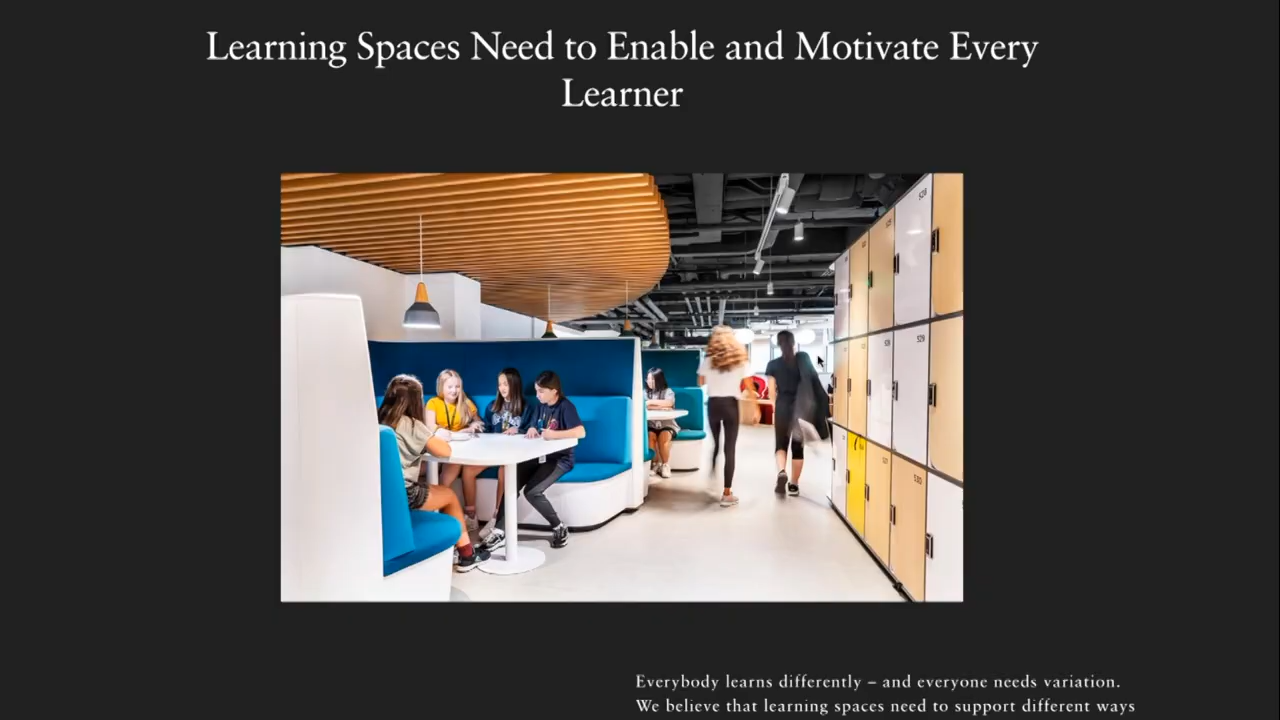 Learning Spaces Need to Enable and Motivate Every
Learner
Everybody learns differently – and everyone needs variation.
We believe that learning spaces need to support different ways